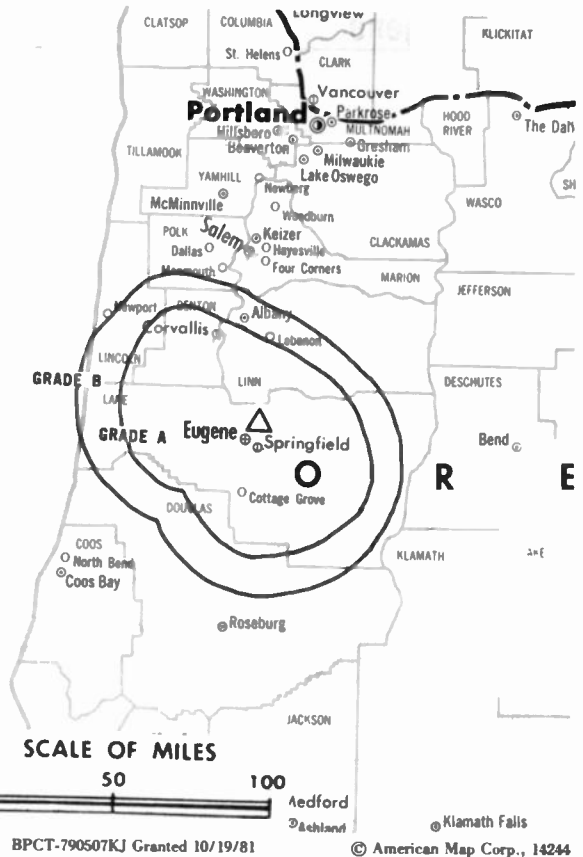 Longview
CLATSOP
COLUMBIA
KLICKITAT
St. Helens
CLARK
WASHINGTON
Vancouver
Portland
Parkrose
HOOD RIVER
Hillsboro
MULTNOMAH
Beaverton
Gresham
TILLAMOOK
Milwaukie
Lake Oswego
YAMHILL
Newberg
WASCO
McMinnville
Woodburn
POLK
Salem
Keizer
Dallas
Hayesville
CLACKAMAS
Monmouth
Four Corners
MARION
JEFFERSON
Newport
BENTON
Albany
Corvallis
Lebanon
LINCOLN
GRADE B
LINN
DESCHUTES
LANE
GRADE A
Eugene
Springfield
Bend
O R E
Cottage Grove
DOUGLAS
COOS
North Bend
KLAMATH
Coos Bay
Roseburg
JACKSON
SCALE OF MILES
50 100
Medford
Ashland
Klamath Falls
BPCT-790507KJ Granted 10/19/81
© American Map Corp., 14244